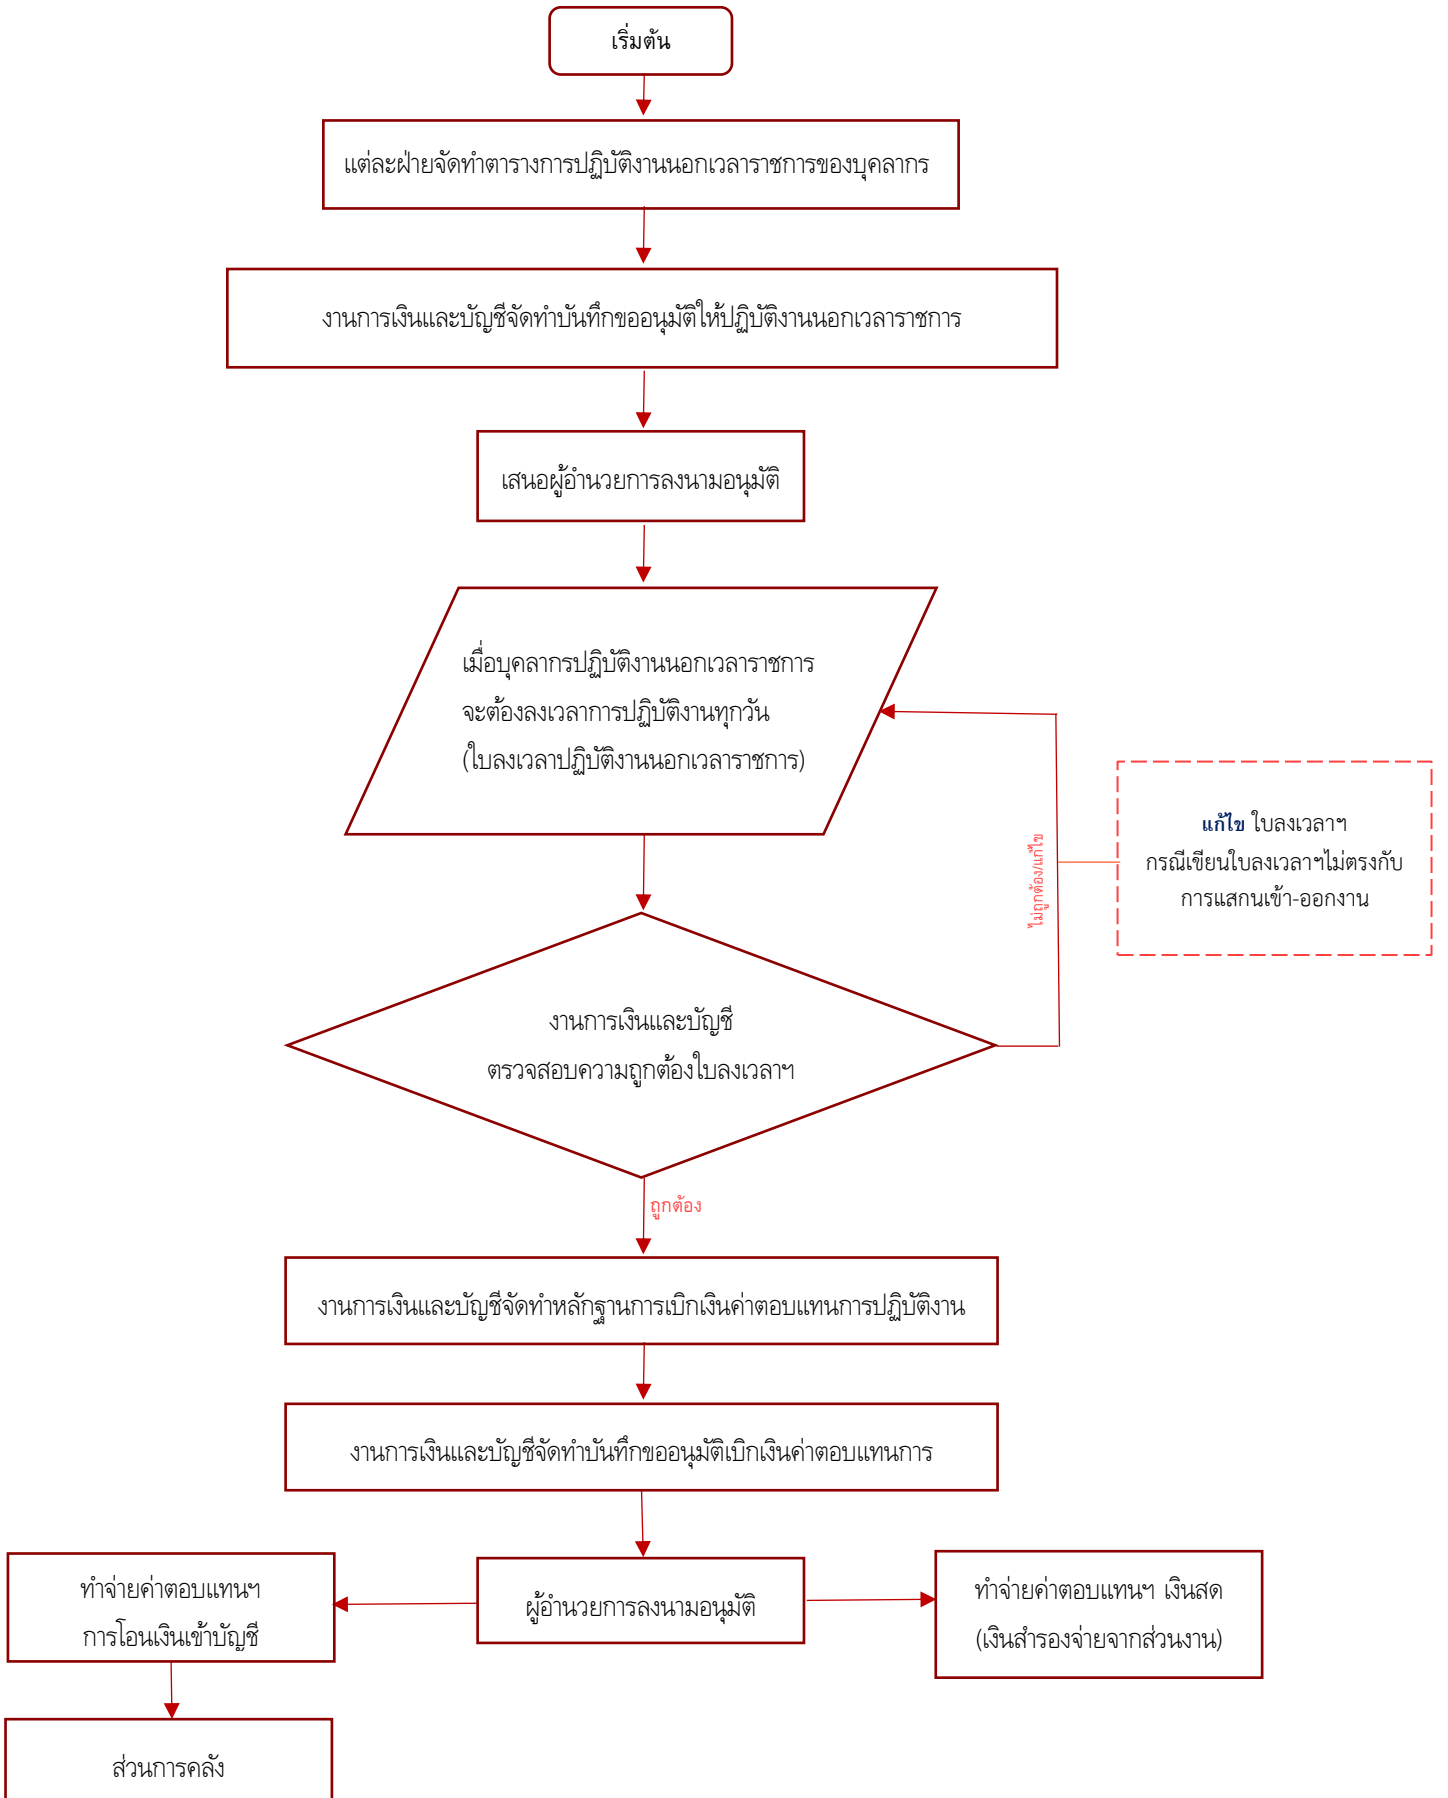 เริ่มต้น
แต่ละฝ่ายจัดทำตารางการปฏิบัติงานนอกเวลาราชการของบุคลากร
งานการเงินและบัญชีจัดทำบันทึกขออนุมัติให้ปฏิบัติงานนอกเวลาราชการ
เสนอผู้อำนวยการลงนามอนุมัติ
เมื่อบุคลากรปฏิบัติงานนอกเวลาราชการ
จะต้องลงเวลาการปฏิบัติงานทุกวัน
(ใบลงเวลาปฏิบัติงานนอกเวลาราชการ)
ไม่ถูกต้อง/แก้ไข
แก้ไข ใบลงเวลาฯ
กรณีเขียนใบลงเวลาฯไม่ตรงกับ
การแสกนเข้า-ออกงาน
งานการเงินและบัญชี
ตรวจสอบความถูกต้องใบลงเวลาฯ
ถูกต้อง
งานการเงินและบัญชีจัดทำหลักฐานการเบิกเงินค่าตอบแทนการปฏิบัติงาน
งานการเงินและบัญชีจัดทำบันทึกขออนุมัติเบิกเงินค่าตอบแทนการ
ทำจ่ายค่าตอบแทนฯ
การโอนเงินเข้าบัญชี
ผู้อำนวยการลงนามอนุมัติ
ทำจ่ายค่าตอบแทนฯ เงินสด
(เงินสำรองจ่ายจากส่วนงาน)
ส่วนการคลัง